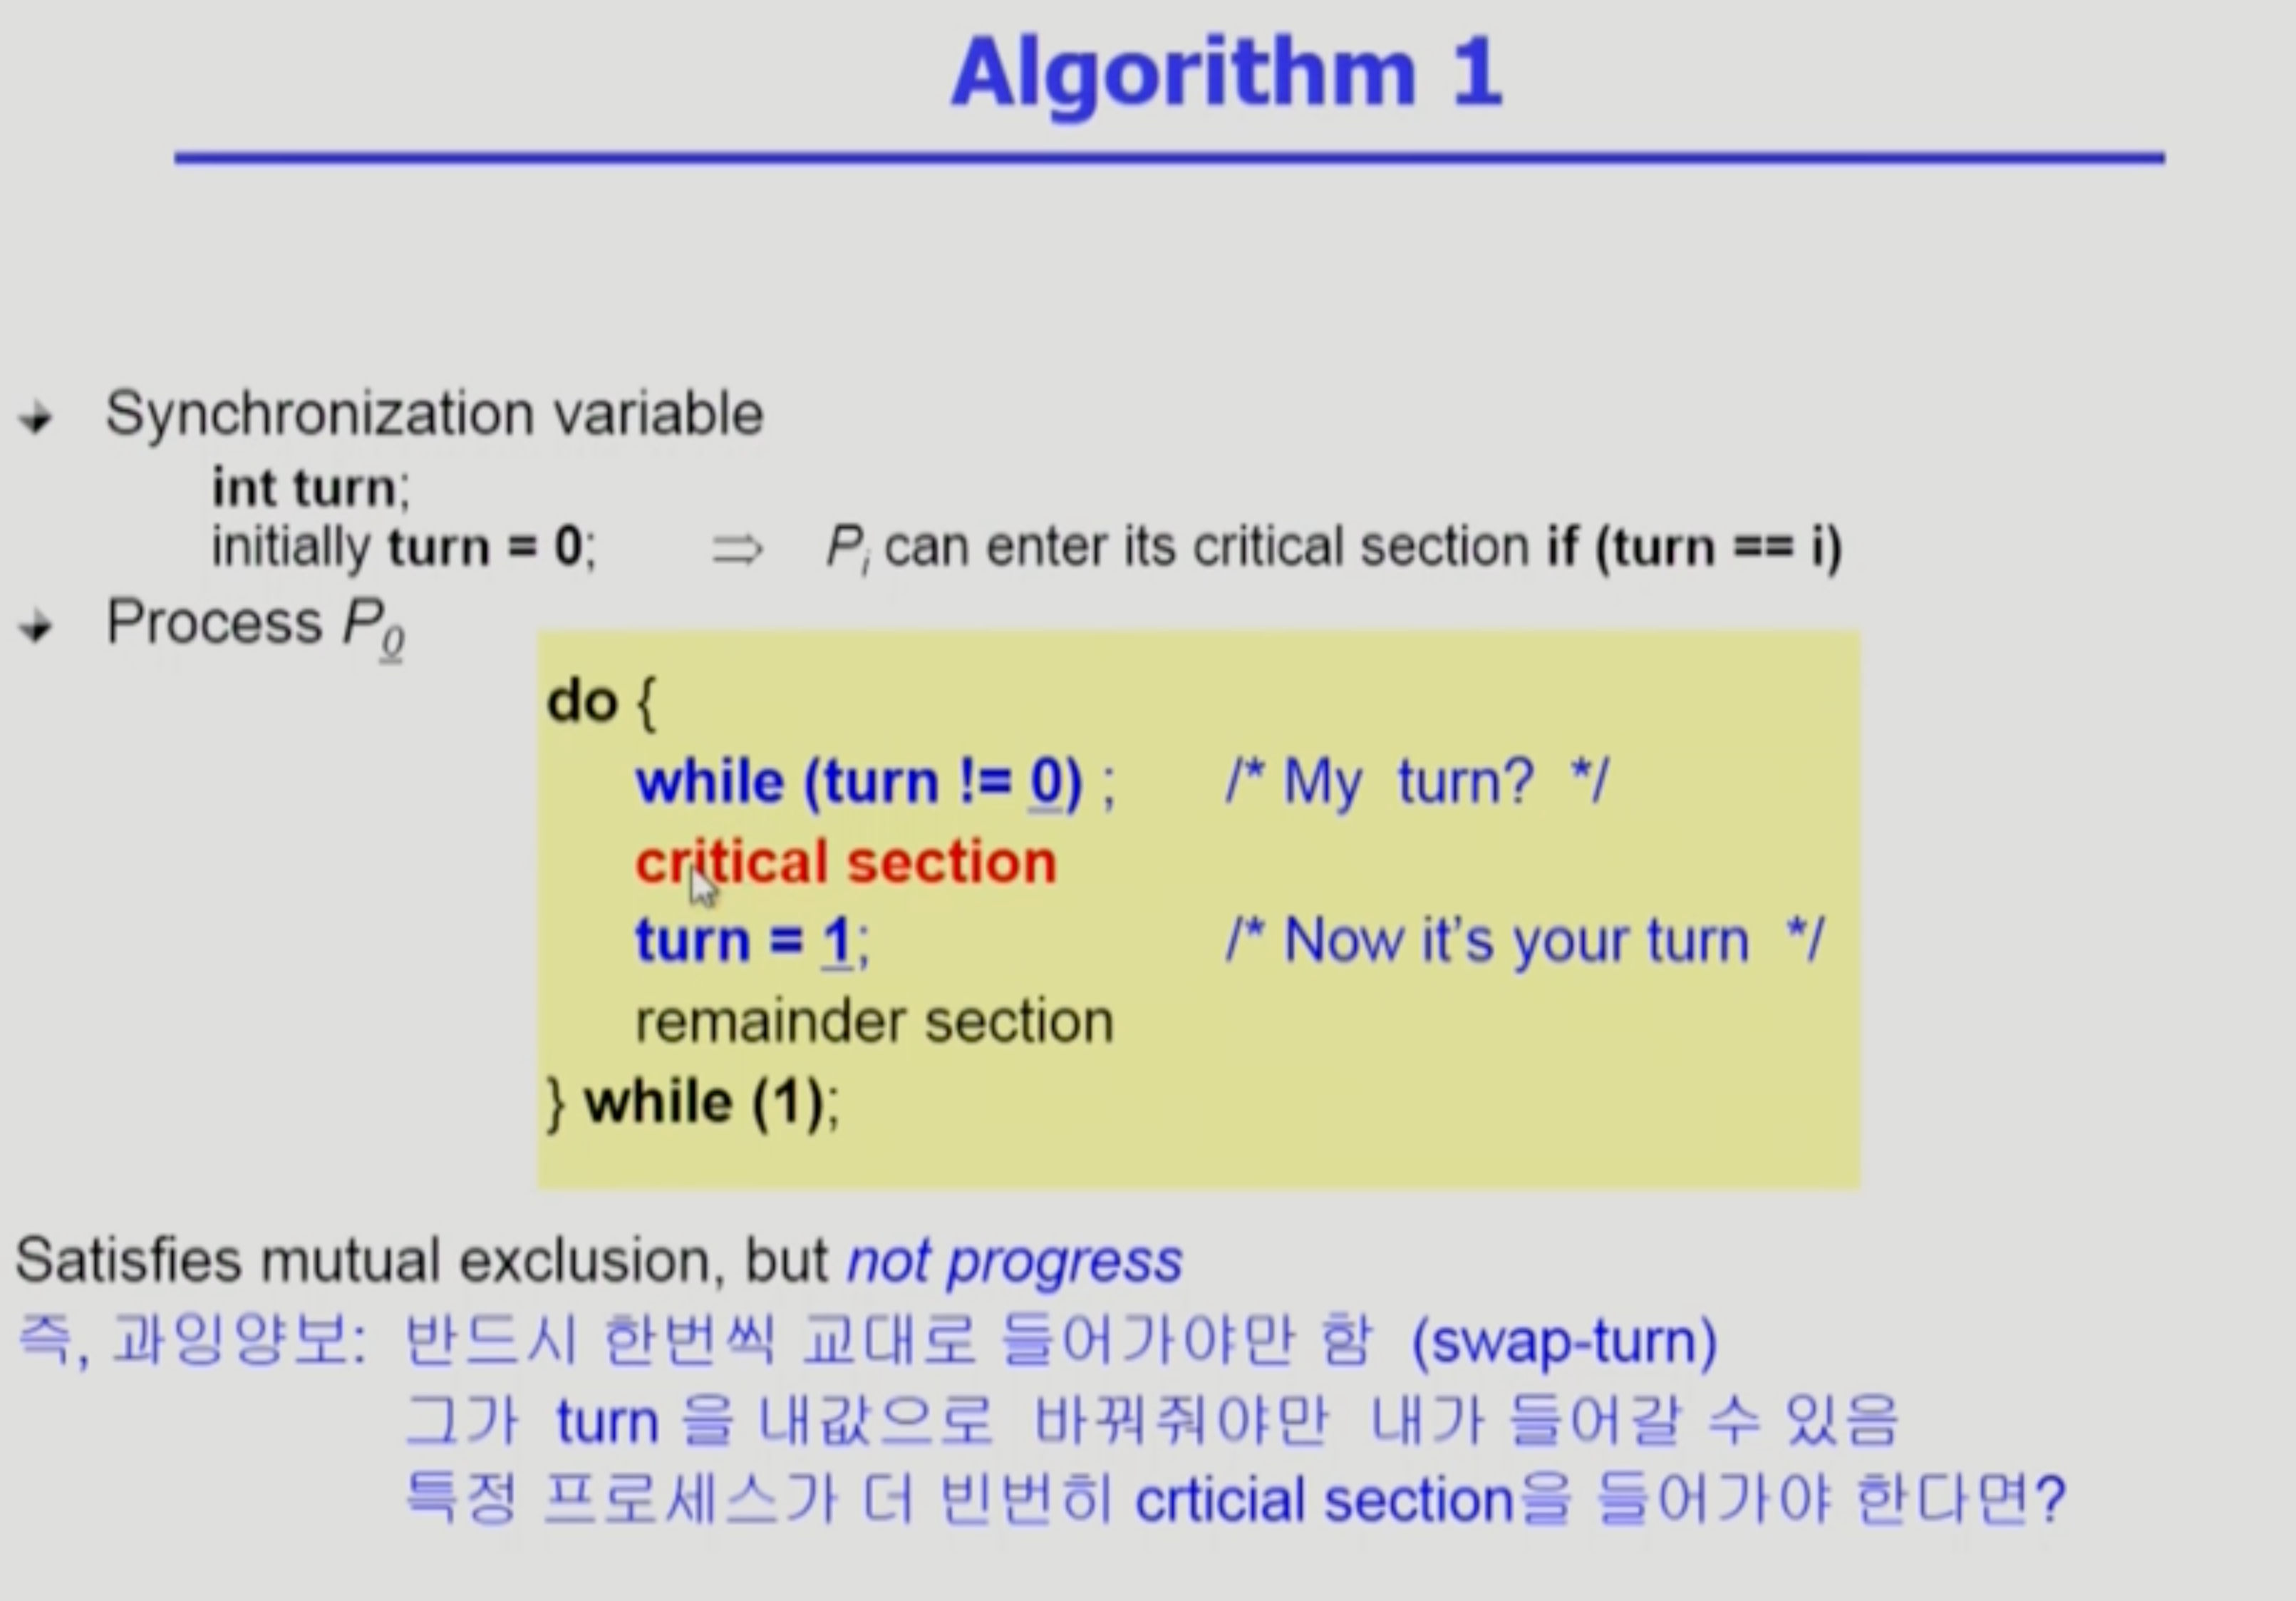 Algorithm 1
Synchronization variable
int turn;
initially turn = 0; ⇒ Pi can enter its critical section if (turn == i)
Process P0
do {
while (turn != 0) ; /* My turn? */
critical section
turn = 1; /* Now it's your turn */
remainder section
} while (1);
Satisfies mutual exclusion, but not progress
즉, 과잉양보: 반드시 한번씩 교대로 들어가야만 함 (swap-turn)
그가 turn 을 내값으로 바꿔줘야만 내가 들어갈 수 있음
특정 프로세스가 더 빈번히 crticial section을 들어가야 한다면?